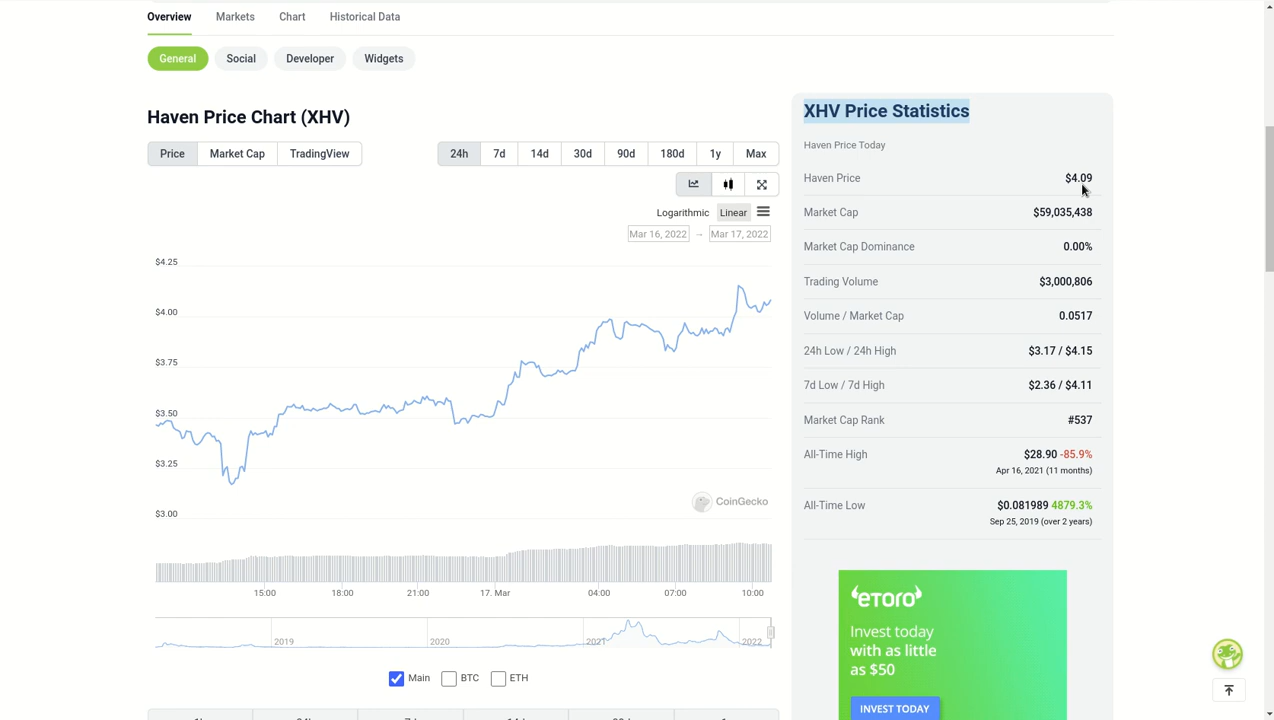 Overview Markets Chart Historical Data
General Social Developer Widgets
Haven Price Chart (XHV)
Price Market Cap TradingView
24h 7d 14d 30d 90d 180d 1y Max
Logarithmic Linear
Mar 16, 2022 → Mar 17, 2022
$4.25
$4.00
$3.75
$3.50
$3.25
$3.00
CoinGecko
15:00 18:00 21:00 17. Mar 04:00 07:00 10:00
2019 2020 2021 2022
Main BTC ETH
XHV Price Statistics
Haven Price Today
Haven Price $4.09
Market Cap $59,035,438
Market Cap Dominance 0.00%
Trading Volume $3,000,806
Volume / Market Cap 0.0517
24h Low / 24h High $3.17 / $4.15
7d Low / 7d High $2.36 / $4.11
Market Cap Rank #537
All-Time High $28.90 -85.9%
Apr 16, 2021 (11 months)
All-Time Low $0.081989 4879.3%
Sep 25, 2019 (over 2 years)
eToro
Invest today
with as little
as $50
INVEST TODAY